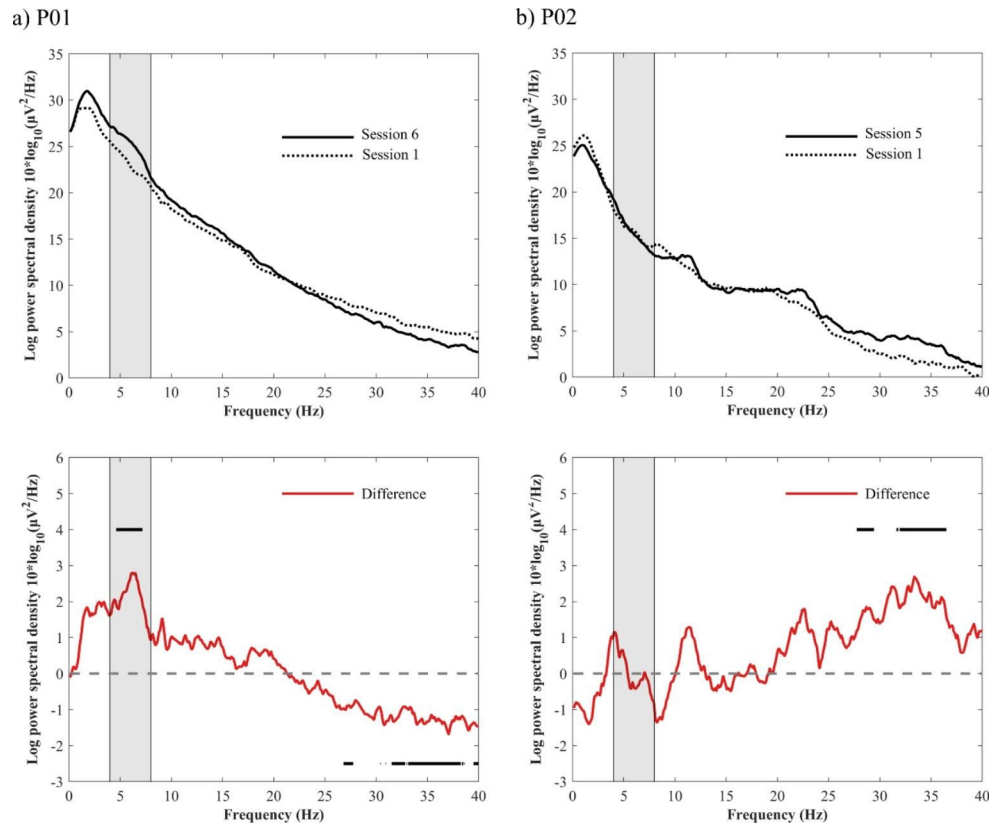 a) P01
b) P02
Log power spectral density 10*log10(µV²/Hz)
35
30
25
20
15
10
5
0
Session 6
Session 1
0 5 10 15 20 25 30 35 40
Frequency (Hz)
Log power spectral density 10*log10(µV²/Hz)
35
30
25
20
15
10
5
0
Session 5
Session 1
0 5 10 15 20 25 30 35 40
Frequency (Hz)
Log power spectral density 10*log10(µV²/Hz)
6
5
4
3
2
1
0
-1
-2
-3
Difference
0 5 10 15 20 25 30 35 40
Frequency (Hz)
Log power spectral density 10*log10(µV²/Hz)
6
5
4
3
2
1
0
-1
-2
-3
Difference
0 5 10 15 20 25 30 35 40
Frequency (Hz)